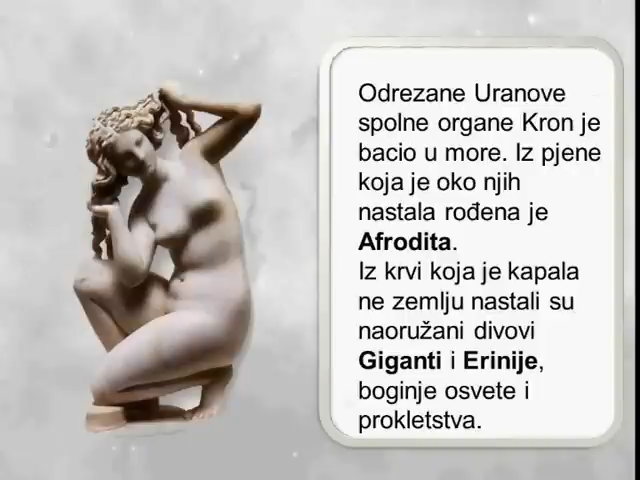 Odrezane Uranove
spolne organe Kron je
bacio u more. Iz pjene
koja je oko njih
nastala rođena je
Afrodita.
Iz krvi koja je kapala
ne zemlju nastali su
naoružani divovi
Giganti i Erinije,
boginje osvete i
prokletstva.